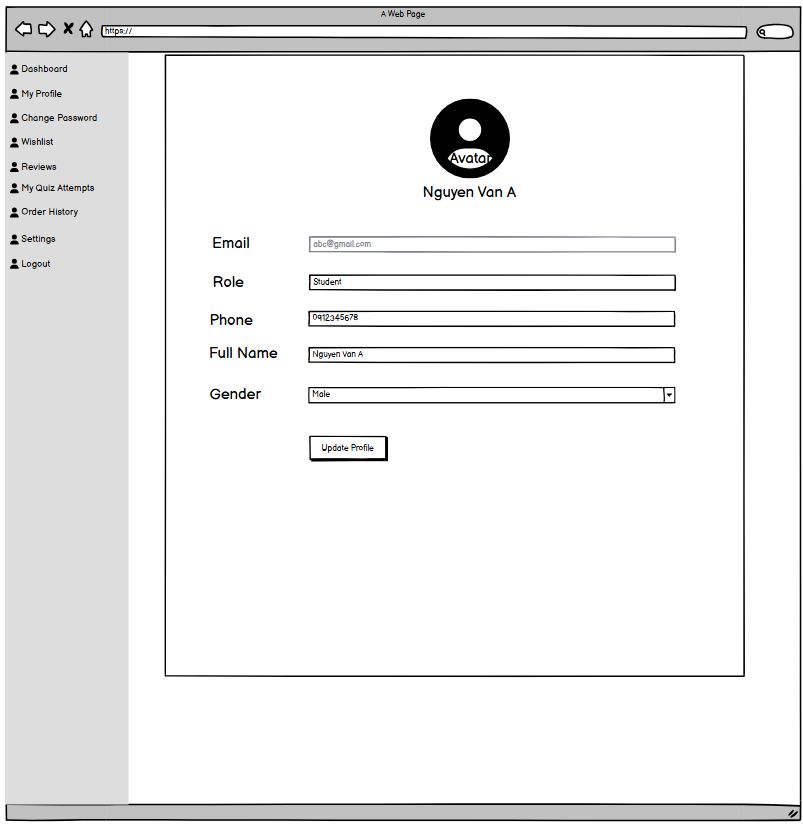 A Web Page
https://
Dashboard
My Profile
Change Password
Wishlist
Reviews
My Quiz Attempts
Order History
Settings
Logout
Avatar
Nguyen Van A
Email
abc@gmail.com
Role
Student
Phone
0912345678
Full Name
Nguyen Van A
Gender
Male
Update Profile